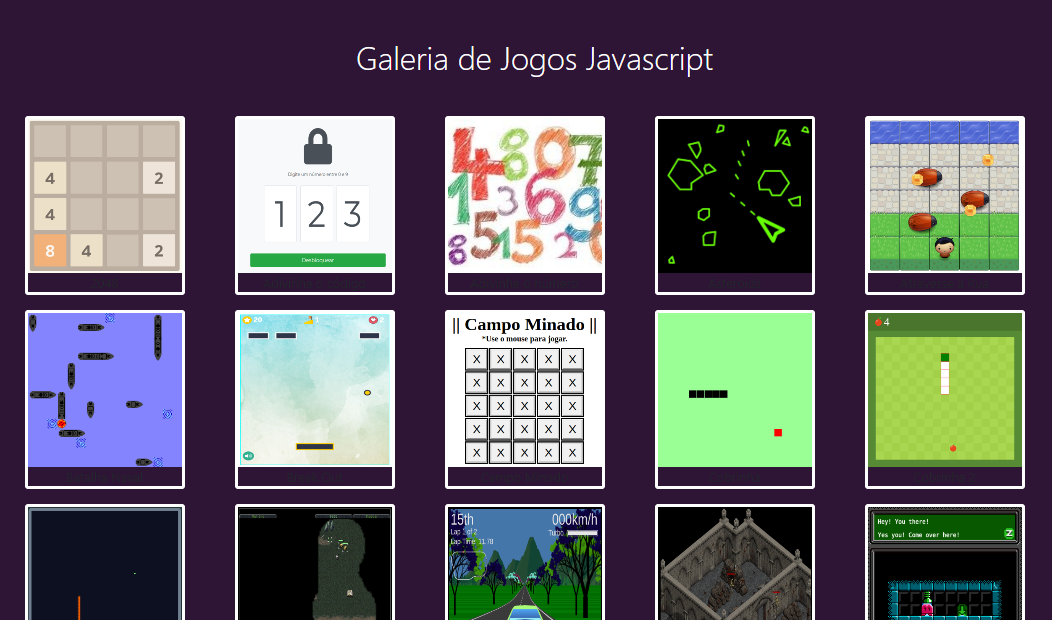 Galeria de Jogos Javascript
4 2
4
8 4 2
Digite um número entre 0 e 9
1 2 3
Desbloquear
4 8 0 7
1 3 6 9
8 5 1 5 2
20
|| Campo Minado ||
*Use o mouse para jogar.
X X X X X
X X X X X
X X X X X
X X X X X
X X X X X
4
15th 000km/h
Lap 1 of 2 Turbo
Lap Time: 11.70
Hey! You there!
Yes you! Come over here!